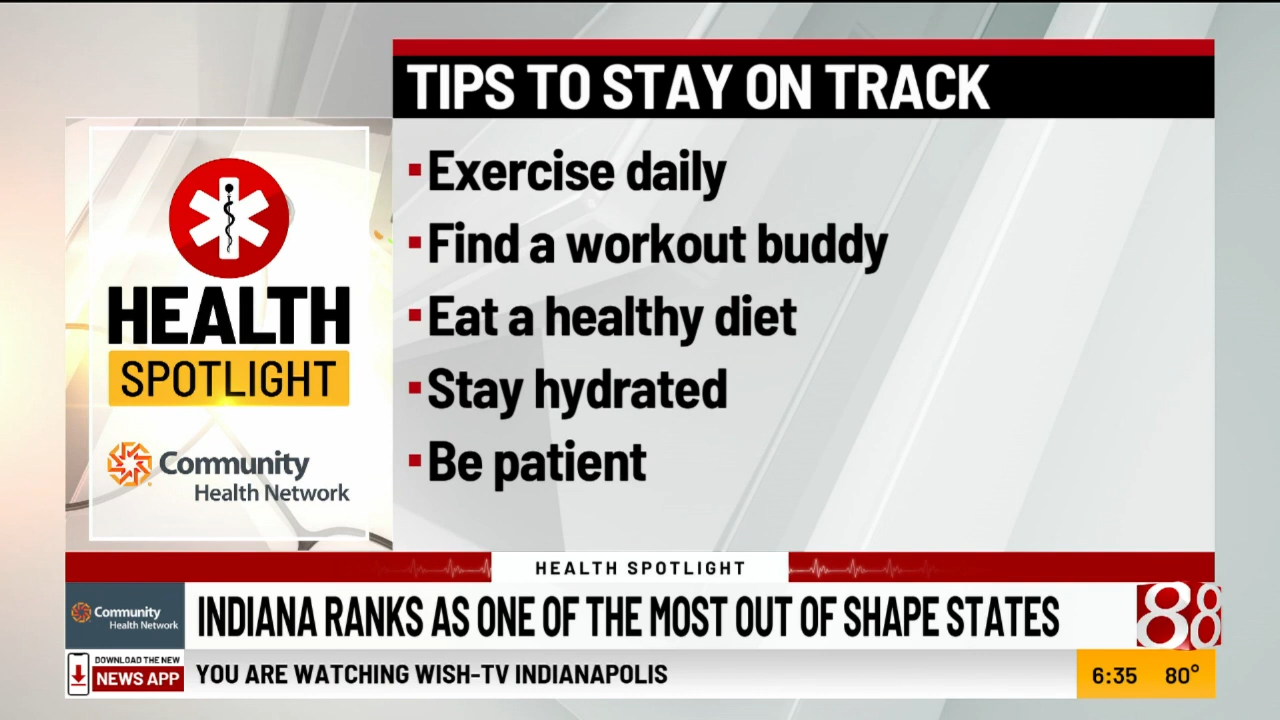 TIPS TO STAY ON TRACK
Exercise daily
Find a workout buddy
Eat a healthy diet
Stay hydrated
Be patient
HEALTH
SPOTLIGHT
Community
Health Network
HEALTH SPOTLIGHT
Community
Health Network
INDIANA RANKS AS ONE OF THE MOST OUT OF SHAPE STATES
DOWNLOAD THE NEW
NEWS APP
YOU ARE WATCHING WISH-TV INDIANAPOLIS
6:35 80°